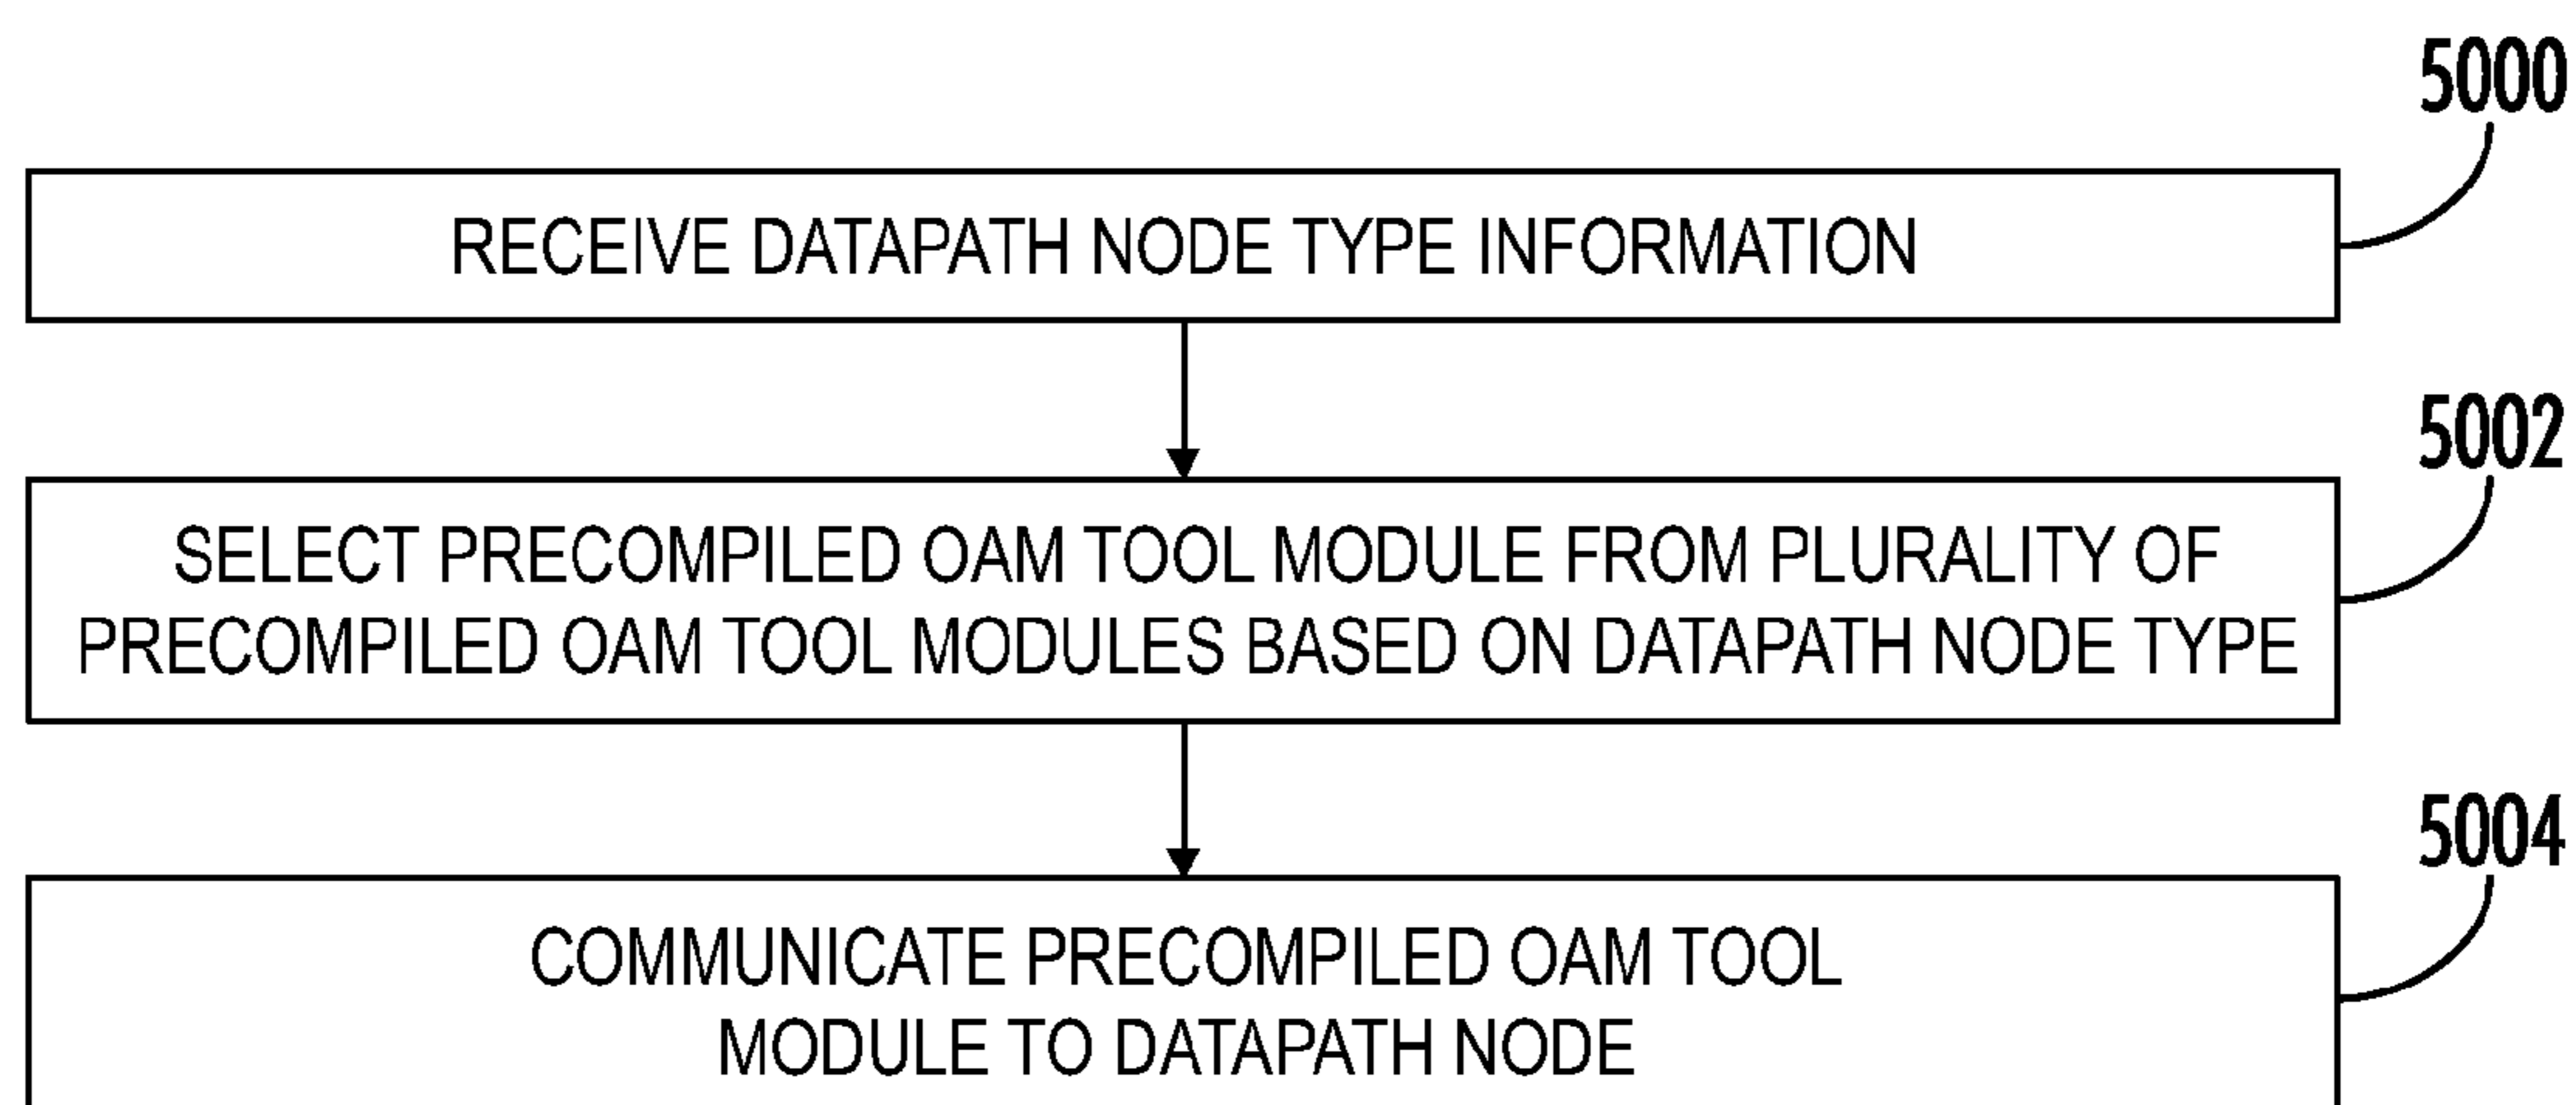 5000
RECEIVE DATAPATH NODE TYPE INFORMATION
5002
SELECT PRECOMPILED OAM TOOL MODULE FROM PLURALITY OF
PRECOMPILED OAM TOOL MODULES BASED ON DATAPATH NODE TYPE
5004
COMMUNICATE PRECOMPILED OAM TOOL
MODULE TO DATAPATH NODE